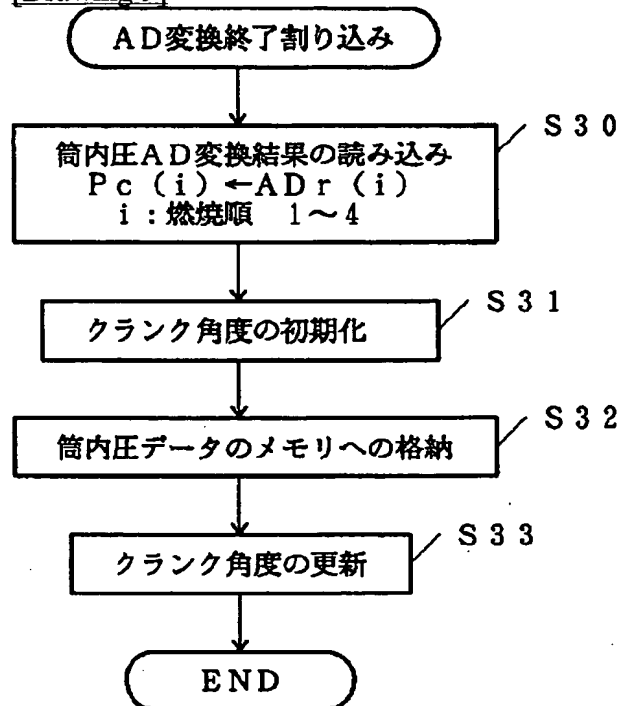 AD変換終了割り込み
S30
筒内圧AD変換結果の読み込み
Pc(i)←ADr(i)
i:燃焼順 1～4
S31
クランク角度の初期化
S32
筒内圧データのメモリへの格納
S33
クランク角度の更新
END